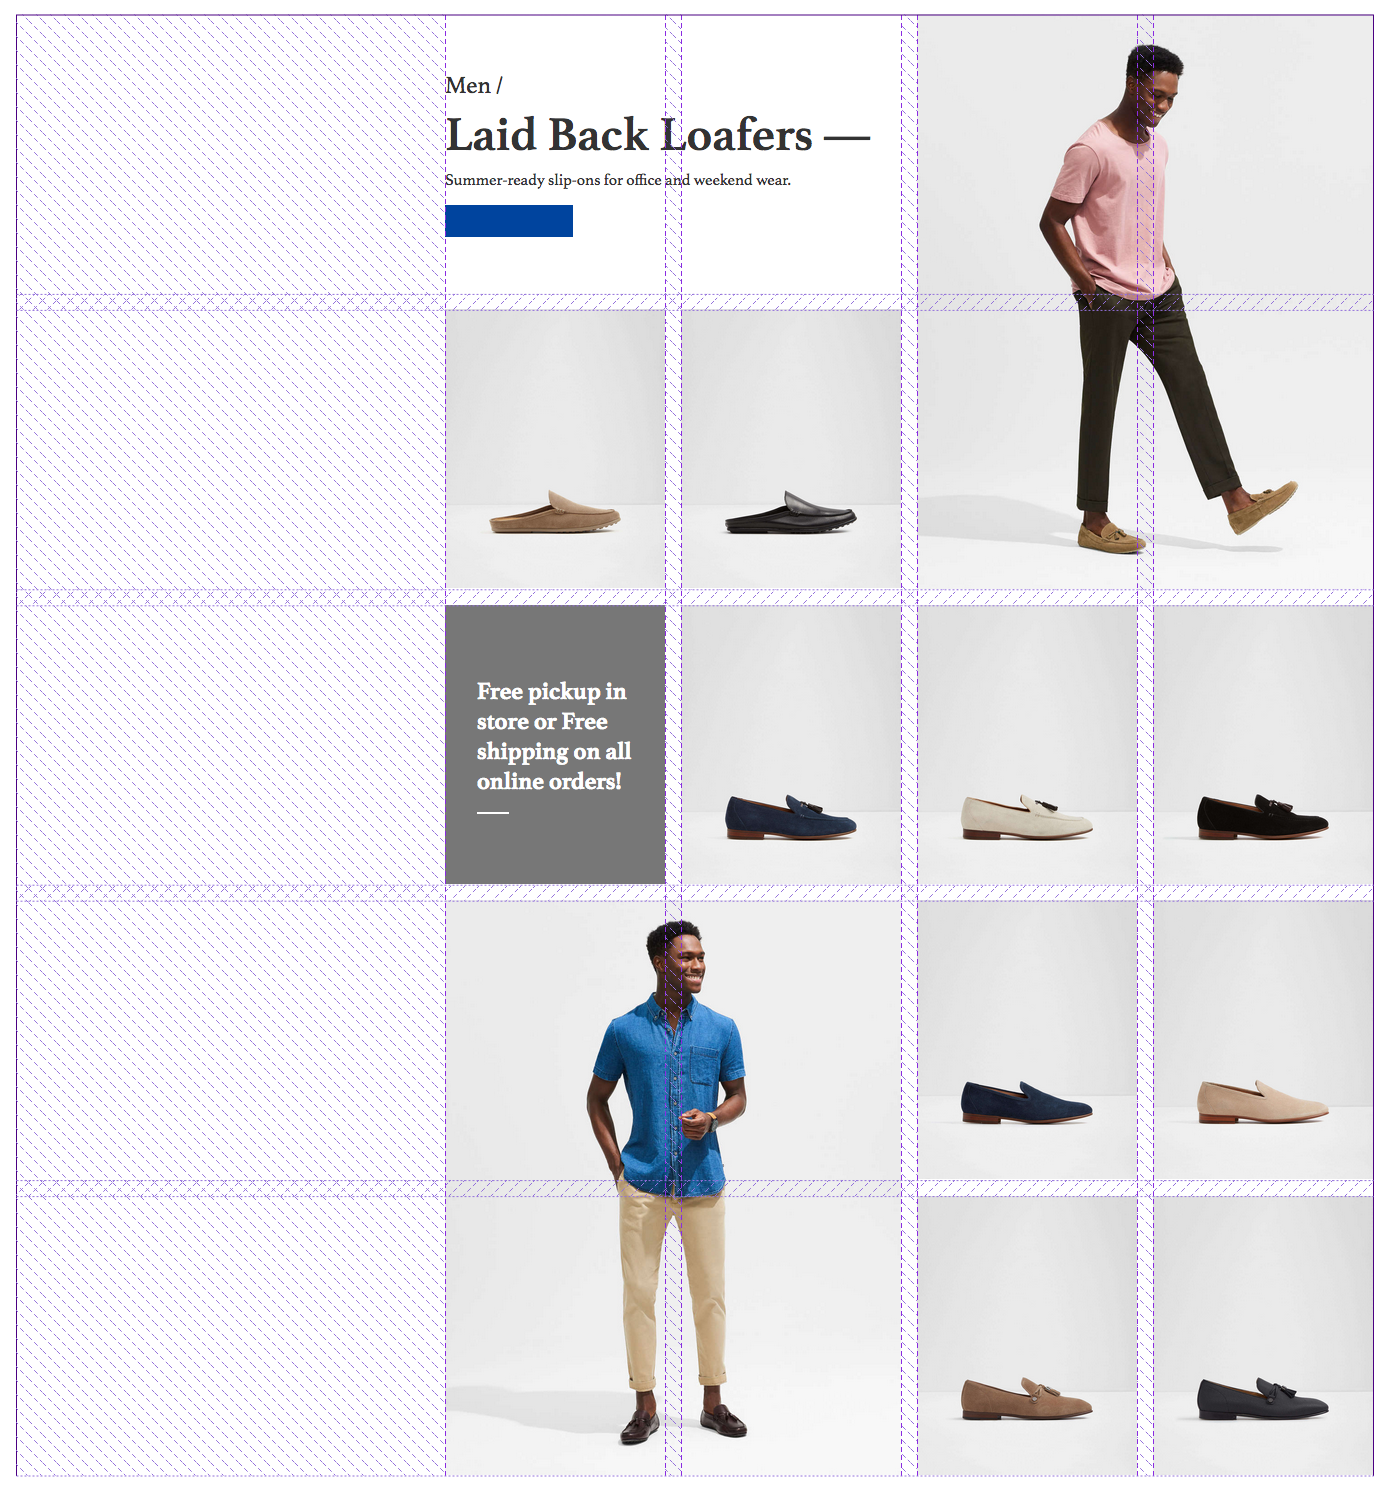 Men /
Laid Back Loafers —
Summer-ready slip-ons for office and weekend wear.
Free pickup in
store or Free
shipping on all
online orders!